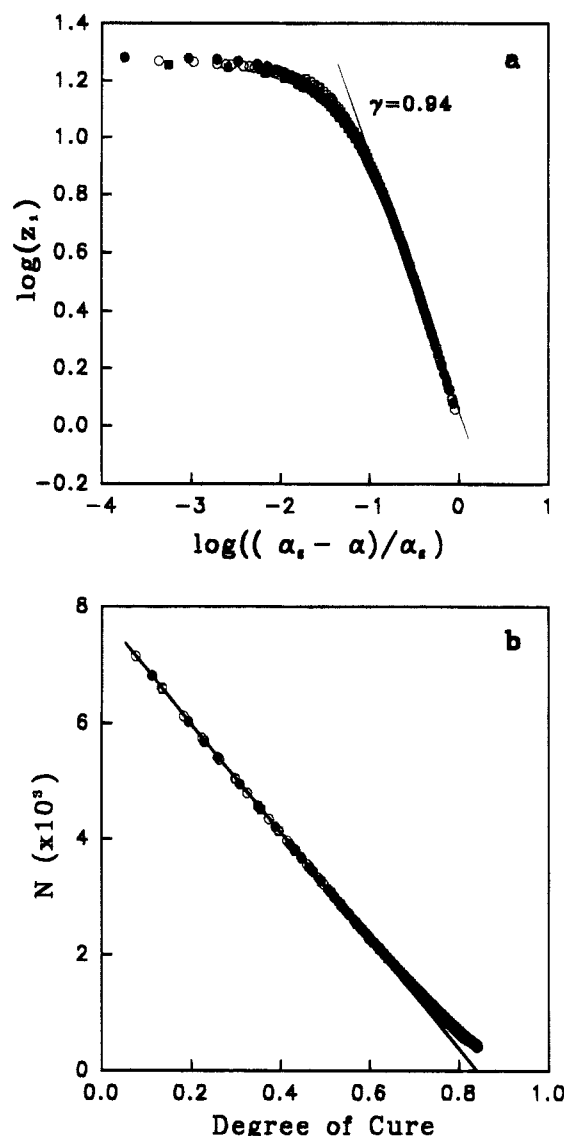 1.4
a
1.2
γ=0.94
1.0
0.8
log(z₁)
0.6
0.4
0.2
0.0
−0.2
−4 −3 −2 −1 0 1
log(( αg − α)/αg)
8
b
6
N (x10³)
4
2
0
0.0 0.2 0.4 0.6 0.8 1.0
Degree of Cure